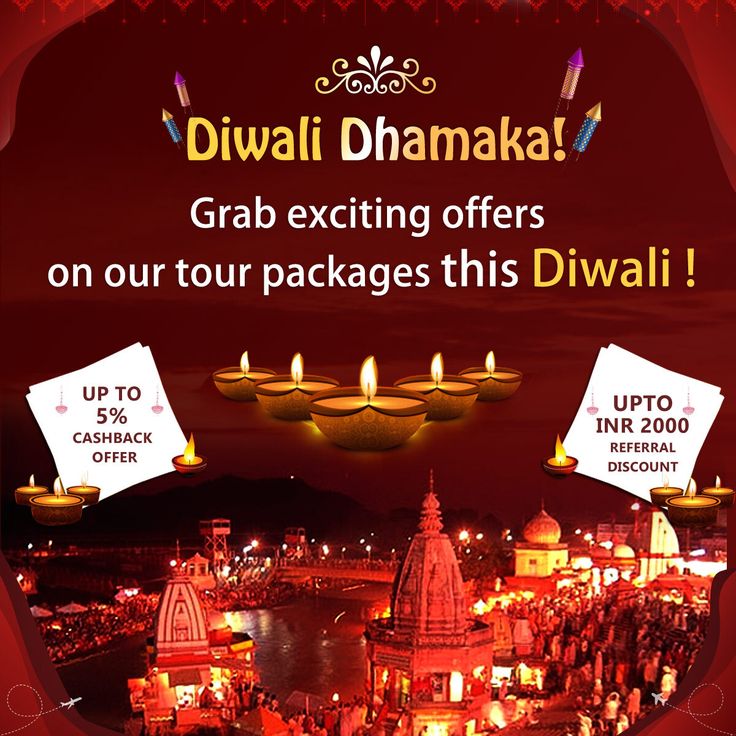 Diwali Dhamaka!
Grab exciting offers
on our tour packages this Diwali !
UP TO
5%
CASHBACK
OFFER
UPTO
INR 2000
REFERRAL
DISCOUNT